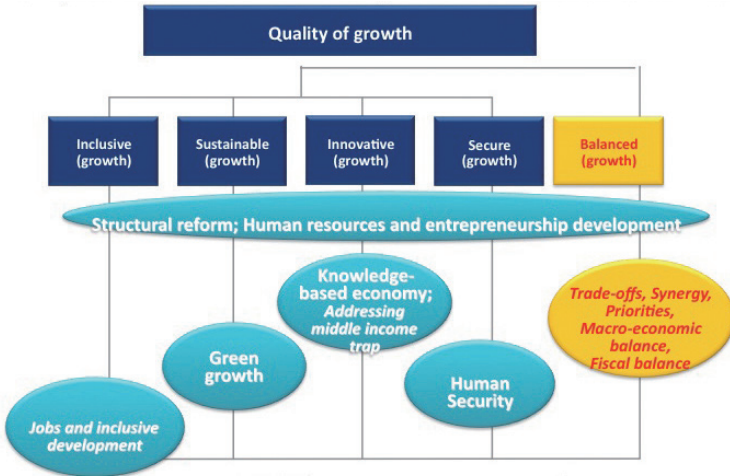 Quality of growth
Inclusive
(growth)
Sustainable
(growth)
Innovative
(growth)
Secure
(growth)
Balanced
(growth)
Structural reform; Human resources and entrepreneurship development
Knowledge-
based economy;
Addressing
middle income
trap
Trade-offs, Synergy,
Priorities,
Macro-economic
balance,
Fiscal balance
Green
growth
Human
Security
Jobs and inclusive
development